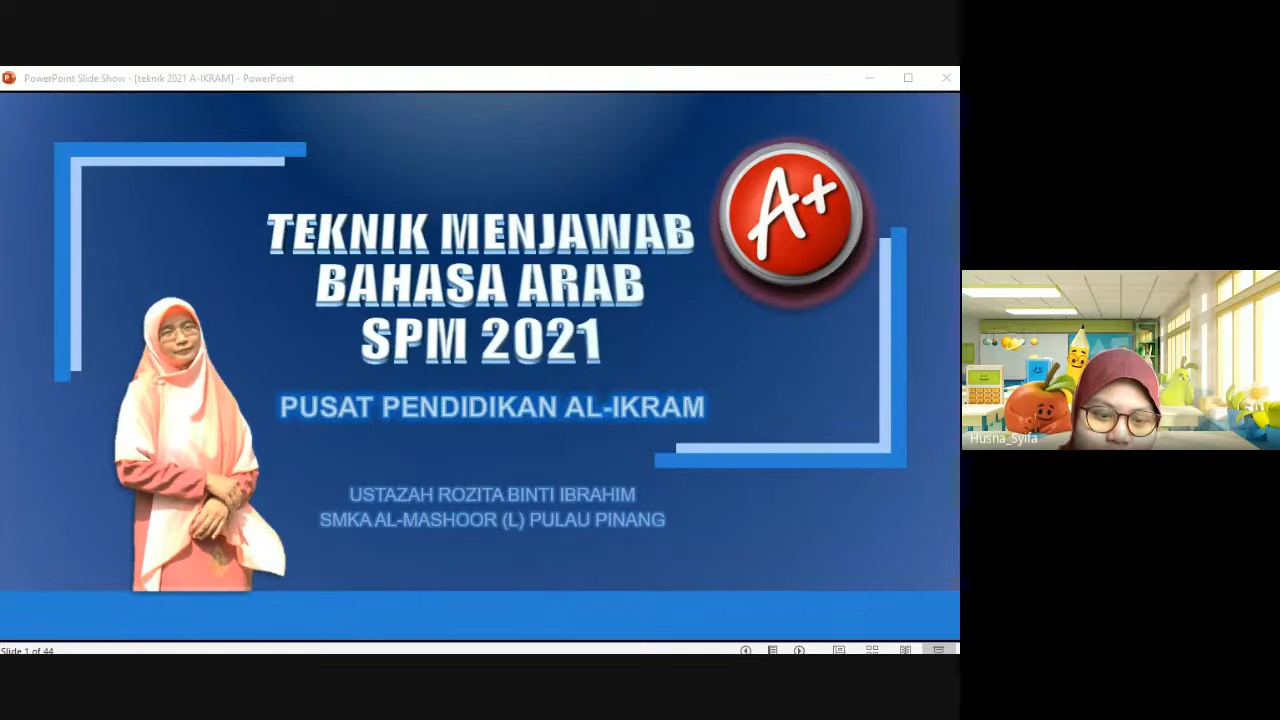 PowerPoint Slide Show - [teknik 2021 A-IKRAM] - PowerPoint
A+
TEKNIK MENJAWAB
BAHASA ARAB
SPM 2021
PUSAT PENDIDIKAN AL-IKRAM
USTAZAH ROZITA BINTI IBRAHIM
SMKA AL-MASHOOR (L) PULAU PINANG
Slide 1 of 44
Husna_Syifa